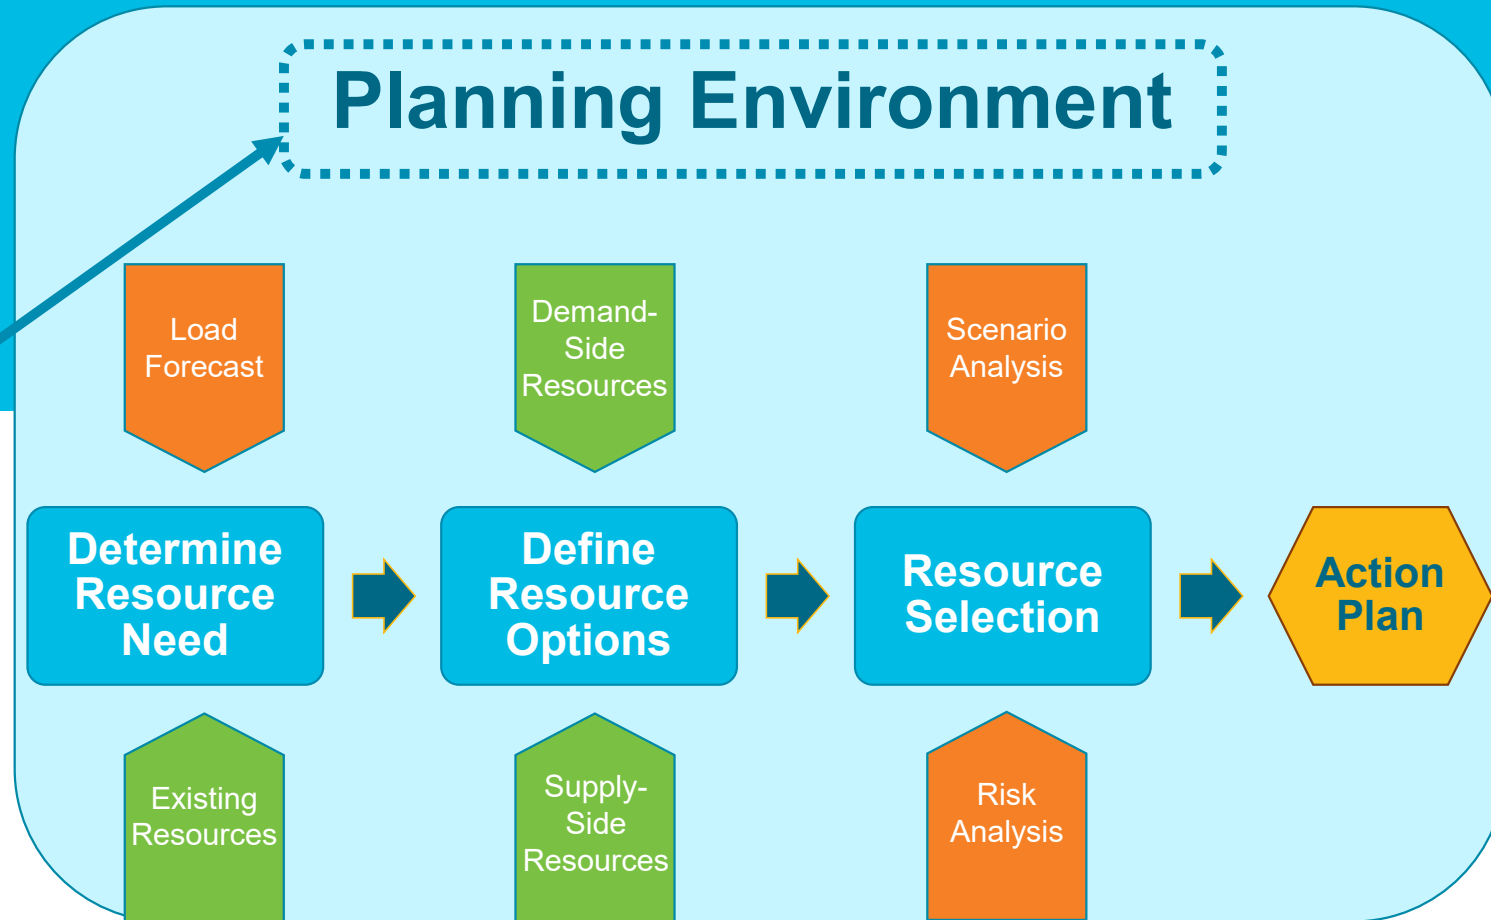 Planning Environment
Load
Forecast
Demand-
Side
Resources
Scenario
Analysis
Determine
Resource
Need
Define
Resource
Options
Resource
Selection
Action
Plan
Existing
Resources
Supply-
Side
Resources
Risk
Analysis